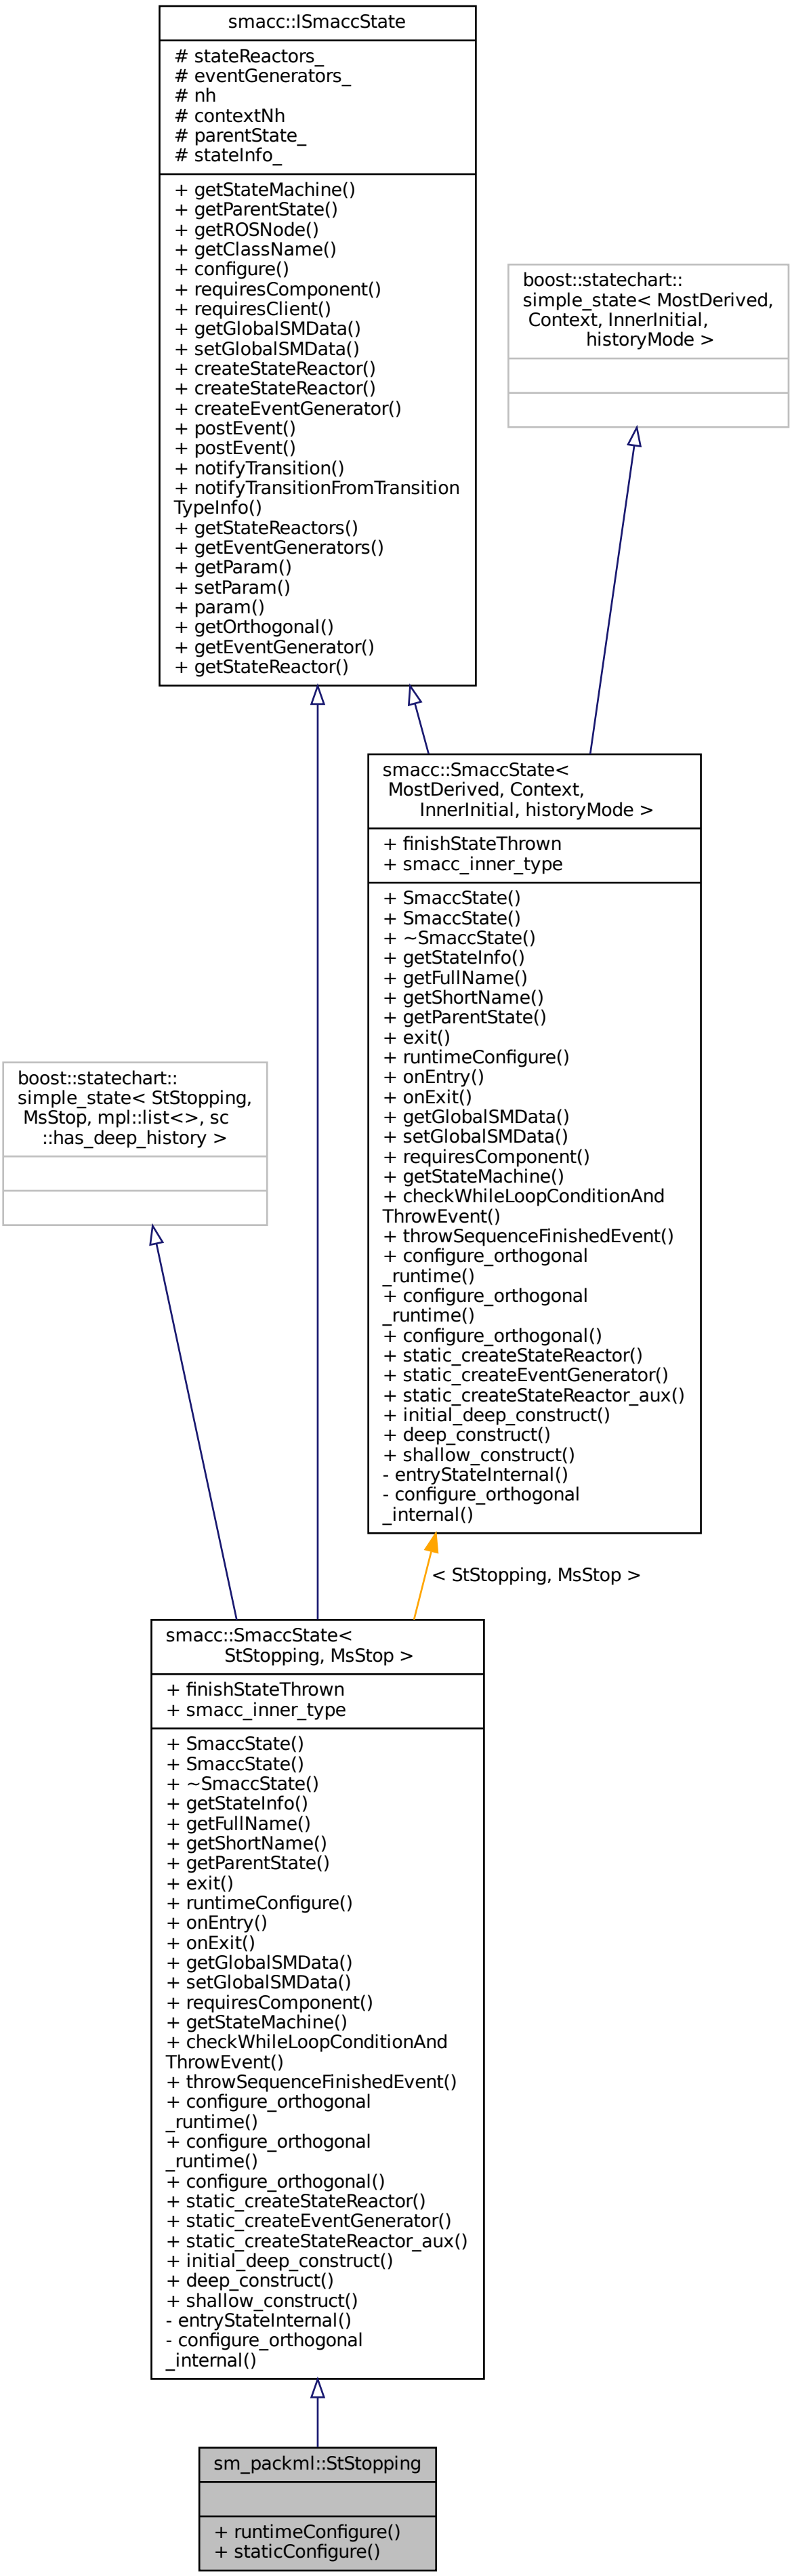 smacc::ISmaccState
# stateReactors_
# eventGenerators_
# nh
# contextNh
# parentState_
# stateInfo_
+ getStateMachine()
+ getParentState()
+ getROSNode()
+ getClassName()
+ configure()
+ requiresComponent()
+ requiresClient()
+ getGlobalSMData()
+ setGlobalSMData()
+ createStateReactor()
+ createStateReactor()
+ createEventGenerator()
+ postEvent()
+ postEvent()
+ notifyTransition()
+ notifyTransitionFromTransition
TypeInfo()
+ getStateReactors()
+ getEventGenerators()
+ getParam()
+ setParam()
+ param()
+ getOrthogonal()
+ getEventGenerator()
+ getStateReactor()
boost::statechart::
simple_state< MostDerived,
Context, InnerInitial,
historyMode >
smacc::SmaccState<
MostDerived, Context,
InnerInitial, historyMode >
+ finishStateThrown
+ smacc_inner_type
+ SmaccState()
+ SmaccState()
+ ~SmaccState()
+ getStateInfo()
+ getFullName()
+ getShortName()
+ getParentState()
+ exit()
+ runtimeConfigure()
+ onEntry()
+ onExit()
+ getGlobalSMData()
+ setGlobalSMData()
+ requiresComponent()
+ getStateMachine()
+ checkWhileLoopConditionAnd
ThrowEvent()
+ throwSequenceFinishedEvent()
+ configure_orthogonal
_runtime()
+ configure_orthogonal
_runtime()
+ configure_orthogonal()
+ static_createStateReactor()
+ static_createEventGenerator()
+ static_createStateReactor_aux()
+ initial_deep_construct()
+ deep_construct()
+ shallow_construct()
- entryStateInternal()
- configure_orthogonal
_internal()
boost::statechart::
simple_state< StStopping,
MsStop, mpl::list<>, sc
::has_deep_history >
< StStopping, MsStop >
smacc::SmaccState<
StStopping, MsStop >
+ finishStateThrown
+ smacc_inner_type
+ SmaccState()
+ SmaccState()
+ ~SmaccState()
+ getStateInfo()
+ getFullName()
+ getShortName()
+ getParentState()
+ exit()
+ runtimeConfigure()
+ onEntry()
+ onExit()
+ getGlobalSMData()
+ setGlobalSMData()
+ requiresComponent()
+ getStateMachine()
+ checkWhileLoopConditionAnd
ThrowEvent()
+ throwSequenceFinishedEvent()
+ configure_orthogonal
_runtime()
+ configure_orthogonal
_runtime()
+ configure_orthogonal()
+ static_createStateReactor()
+ static_createEventGenerator()
+ static_createStateReactor_aux()
+ initial_deep_construct()
+ deep_construct()
+ shallow_construct()
- entryStateInternal()
- configure_orthogonal
_internal()
sm_packml::StStopping
+ runtimeConfigure()
+ staticConfigure()